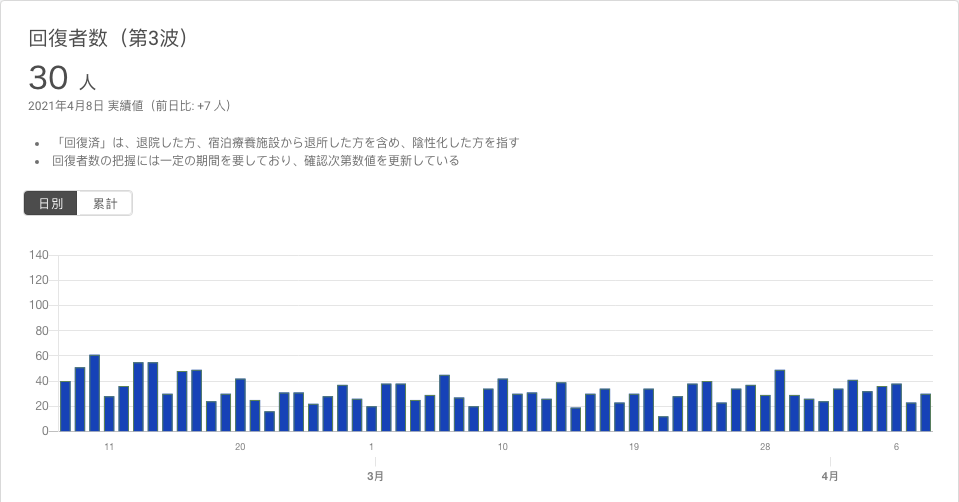 回復者数（第3波）
30 人
2021年4月8日 実績値（前日比: +7 人）
• 「回復済」は、退院した方、宿泊療養施設から退所した方を含め、陰性化した方を指す
• 回復者数の把握には一定の期間を要しており、確認次第数値を更新している
日別 累計
140
120
100
80
60
40
20
0
11 20 1 10 19 28 6
3月 4月